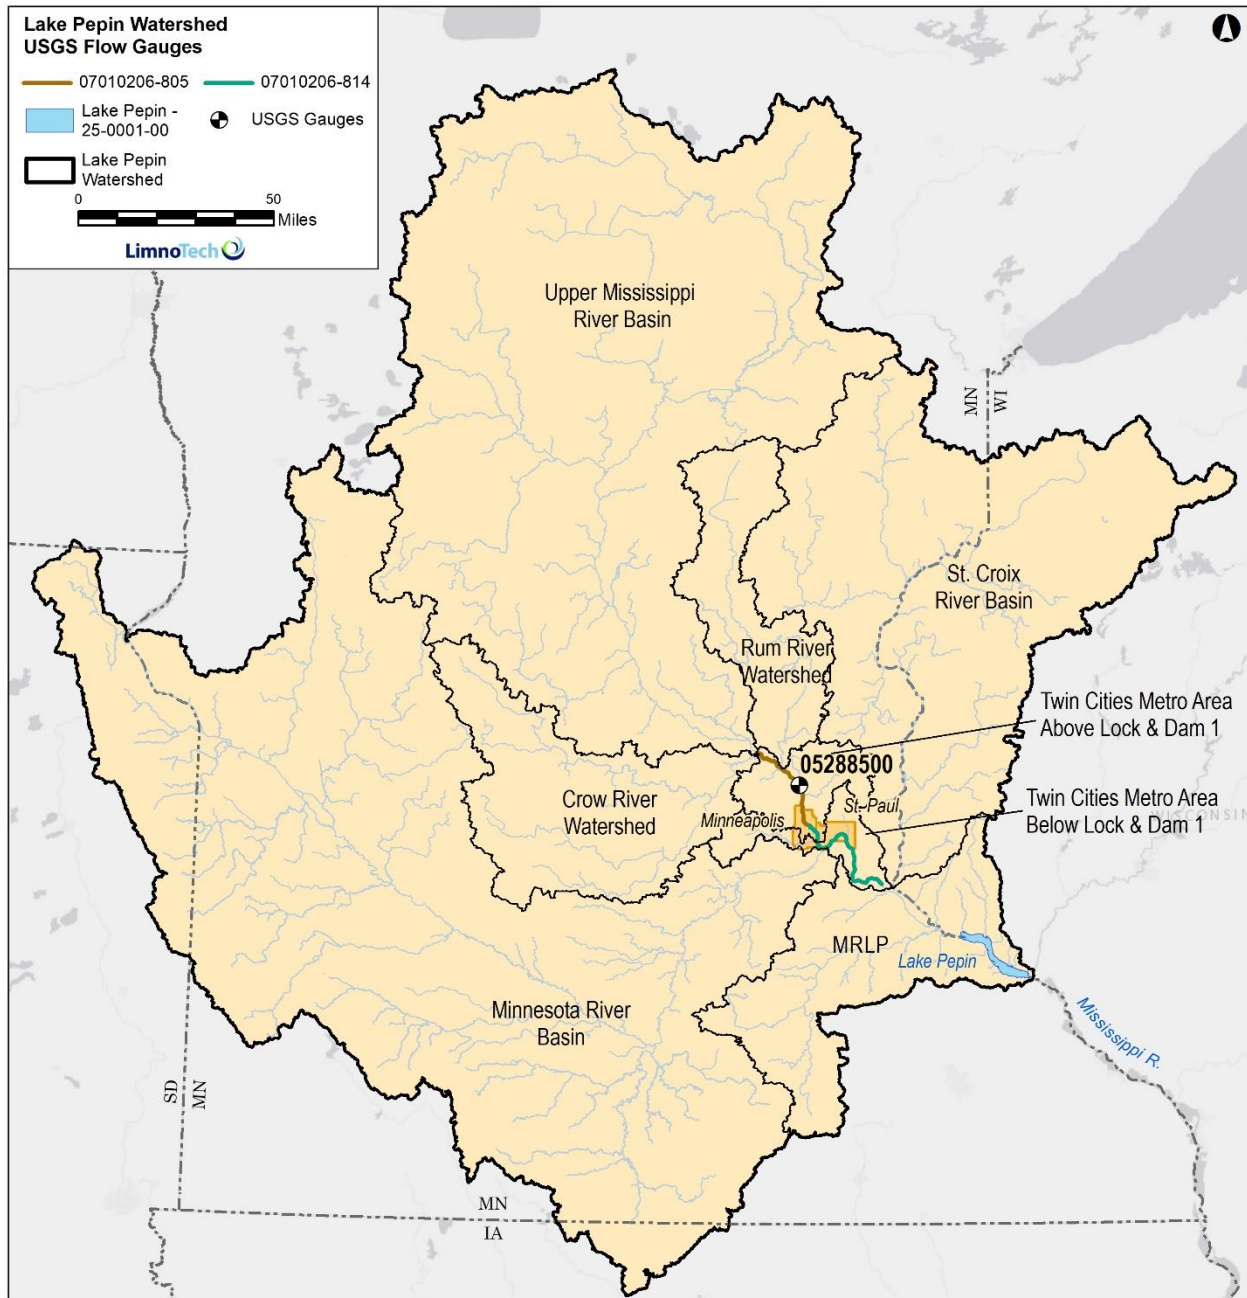 Lake Pepin Watershed
USGS Flow Gauges
07010206-805
07010206-814
Lake Pepin -
25-0001-00
USGS Gauges
Lake Pepin
Watershed
0
50
Miles
LimnoTech
Upper Mississippi
River Basin
MN
WI
St. Croix
River Basin
Rum River
Watershed
Twin Cities Metro Area
Above Lock & Dam 1
05288500
Crow River
Watershed
St. Paul
Minneapolis
Twin Cities Metro Area
Below Lock & Dam 1
WISCONSIN
MRLP
Lake Pepin
Minnesota River
Basin
Mississippi R.
SD
MN
MN
IA